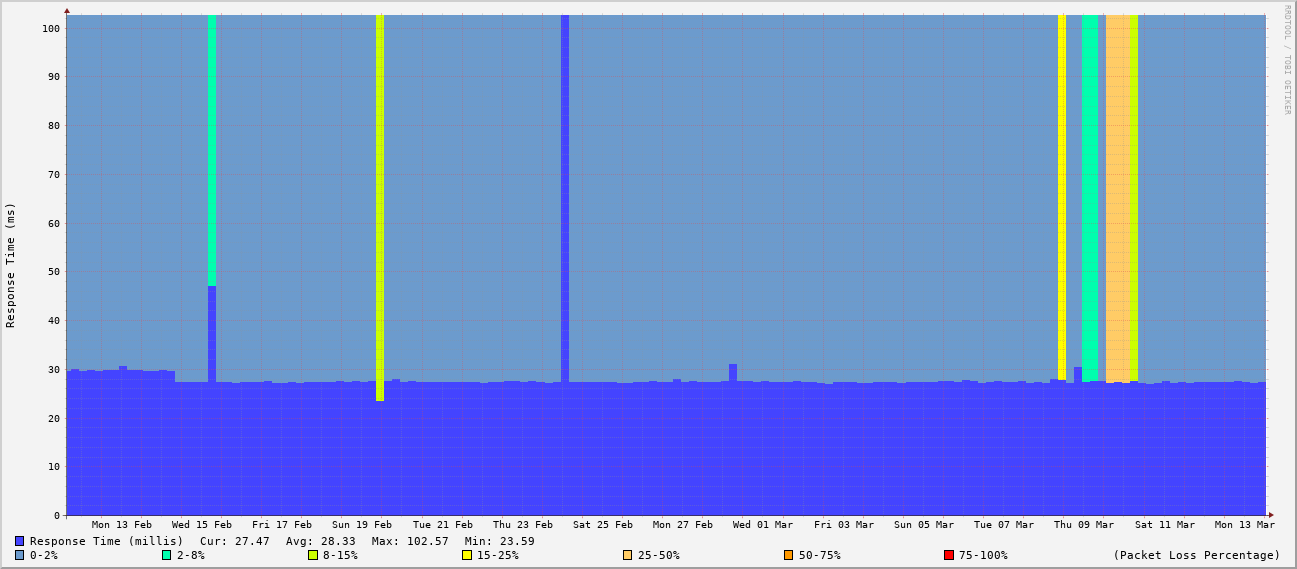 RRDTOOL / TOBI OETIKER
Response Time (ms)
100
90
80
70
60
50
40
30
20
10
0
Mon 13 Feb Wed 15 Feb Fri 17 Feb Sun 19 Feb Tue 21 Feb Thu 23 Feb Sat 25 Feb Mon 27 Feb Wed 01 Mar Fri 03 Mar Sun 05 Mar Tue 07 Mar Thu 09 Mar Sat 11 Mar Mon 13 Mar
Response Time (millis) Cur: 27.47 Avg: 28.33 Max: 102.57 Min: 23.59
0-2% 2-8% 8-15% 15-25% 25-50% 50-75% 75-100% (Packet Loss Percentage)